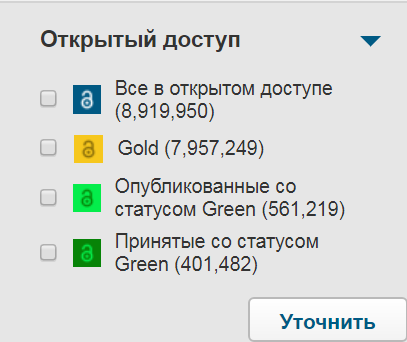 Открытый доступ
Все в открытом доступе
(8,919,950)
Gold (7,957,249)
Опубликованные со
статусом Green (561,219)
Принятые со статусом
Green (401,482)
Уточнить